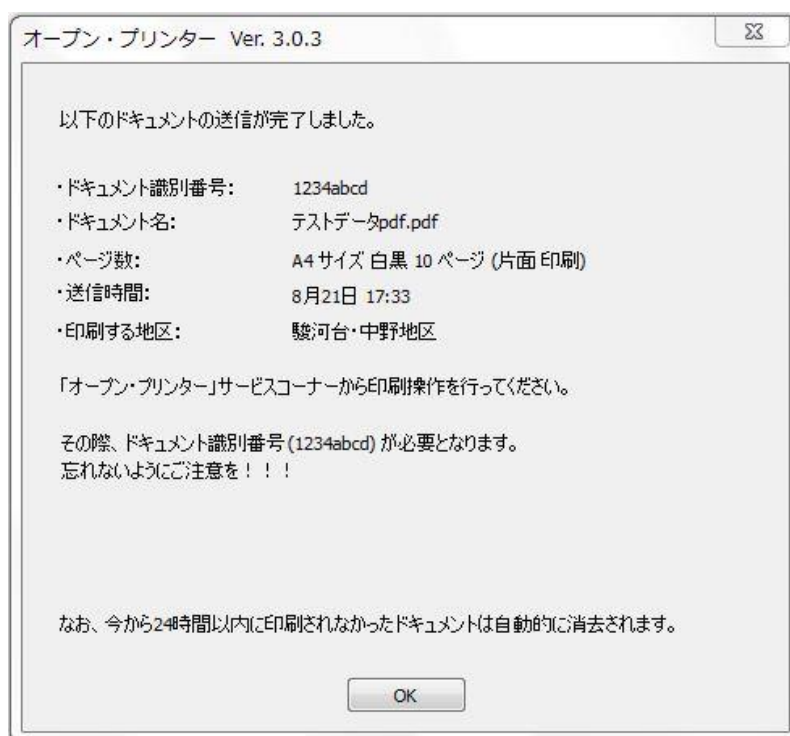 オープン・プリンター Ver. 3.0.3
以下のドキュメントの送信が完了しました。
・ドキュメント識別番号: 1234abcd
・ドキュメント名: テストデータpdf.pdf
・ページ数: A4 サイズ 白黒 10 ページ (片面 印刷)
・送信時間: 8月21日 17:33
・印刷する地区: 駿河台・中野地区
「オープン・プリンター」サービスコーナーから印刷操作を行ってください。
その際、ドキュメント識別番号 (1234abcd) が必要となります。
忘れないようにご注意を！！！
なお、今から24時間以内に印刷されなかったドキュメントは自動的に消去されます。
OK